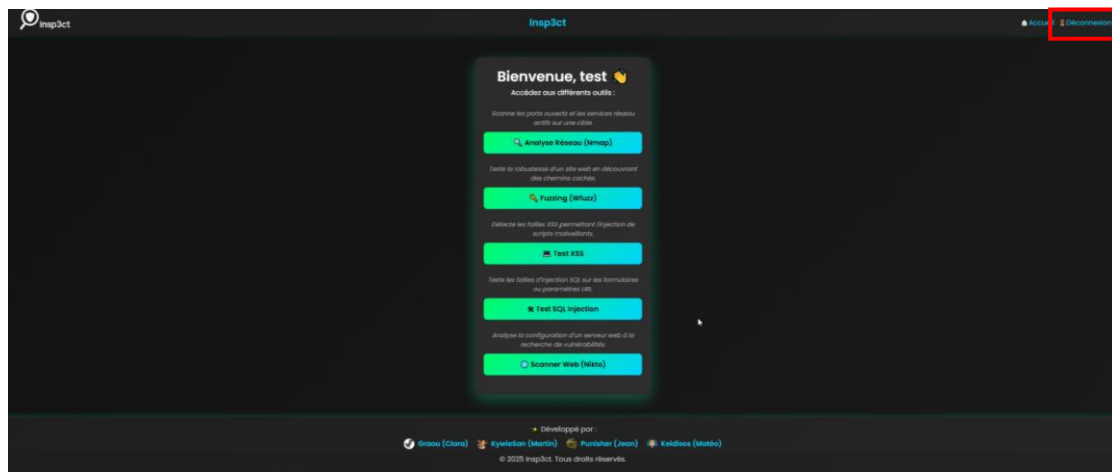 Insp3ct
Insp3ct
Accueil Déconnexion
Bienvenue, test 👋
Accédez aux différents outils :
Scanne les ports ouverts et les services réseau
actifs sur une cible.
🔍 Analyse Réseau (Nmap)
Teste la robustesse d'un site web en découvrant
des chemins cachés.
Fuzzing (Wfuzz)
Détecte les failles XSS permettant l'injection de
scripts malveillants.
Test XSS
Teste les failles d'injection SQL sur les formulaires
ou paramètres URL.
Test SQL Injection
Analyse la configuration d'un serveur web à la
recherche de vulnérabilités.
Scanner Web (Nikto)
Développé par :
Graou (Clara) KywieSan (Martin) Punisher (Jean) Keidisos (Matéo)
© 2025 Insp3ct. Tous droits réservés.